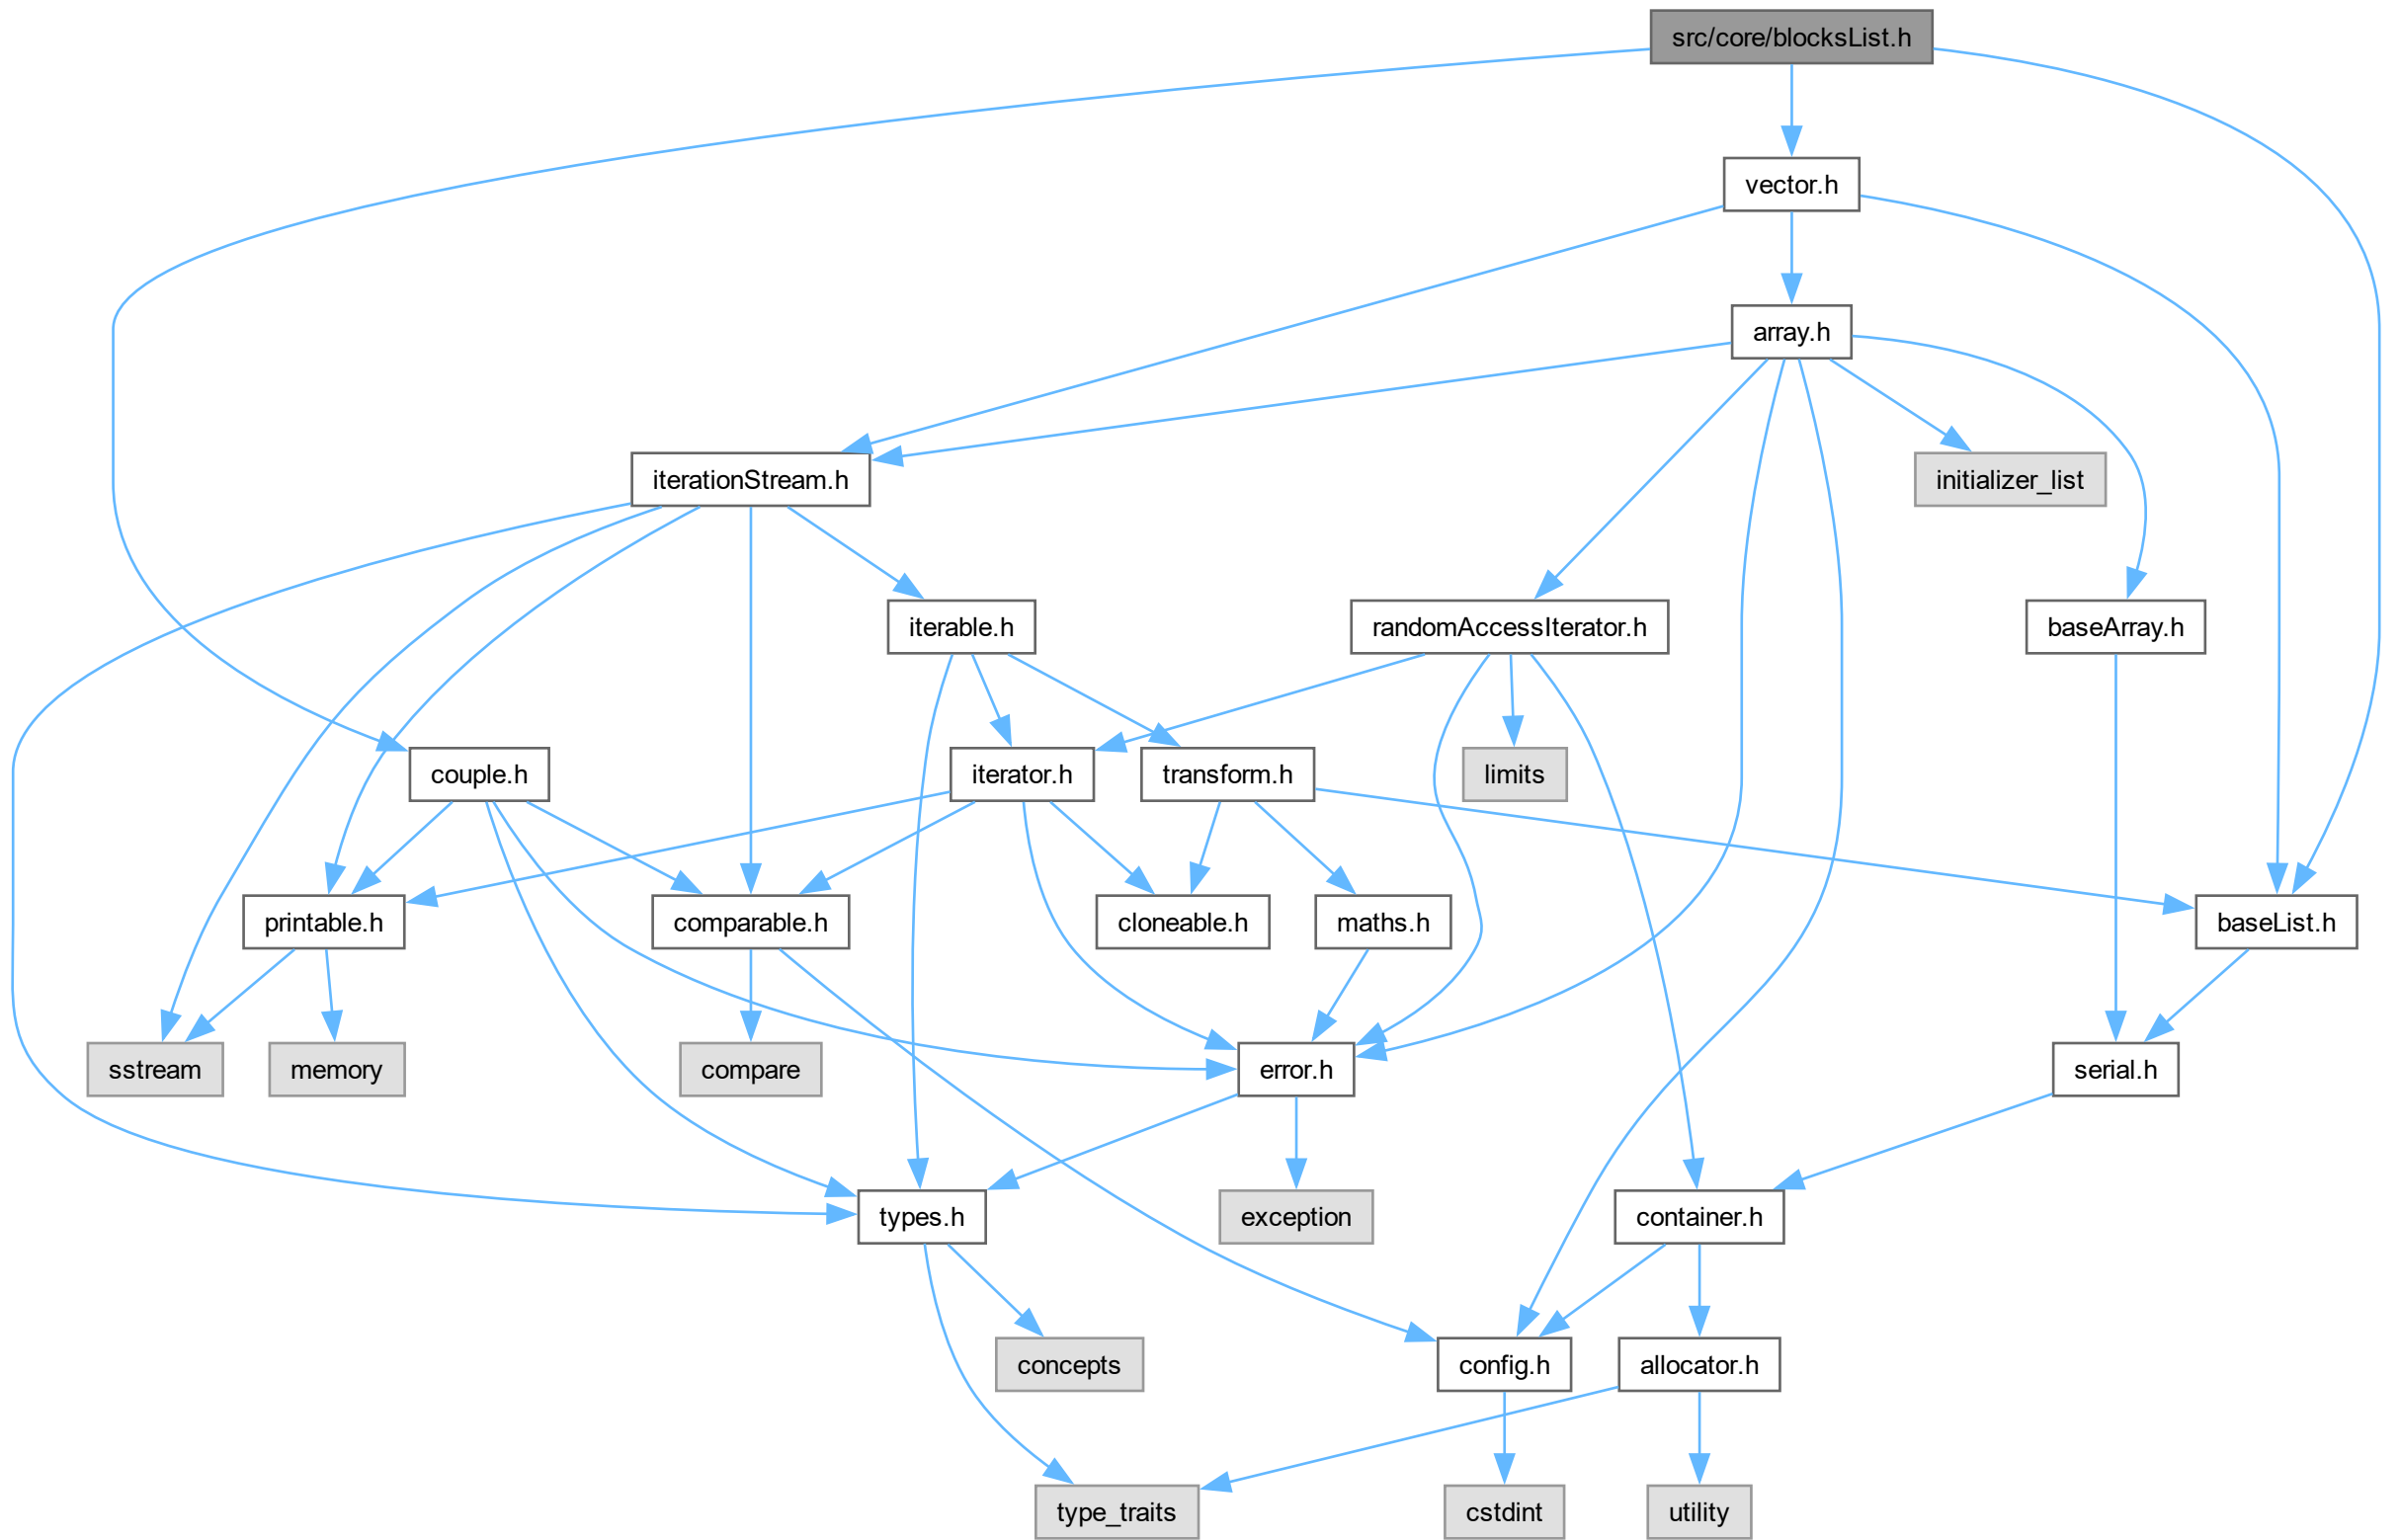 src/core/blocksList.h
vector.h
array.h
iterationStream.h
initializer_list
iterable.h
randomAccessIterator.h
baseArray.h
couple.h
iterator.h
transform.h
limits
printable.h
comparable.h
cloneable.h
maths.h
baseList.h
sstream
memory
compare
error.h
serial.h
types.h
exception
container.h
concepts
config.h
allocator.h
type_traits
cstdint
utility